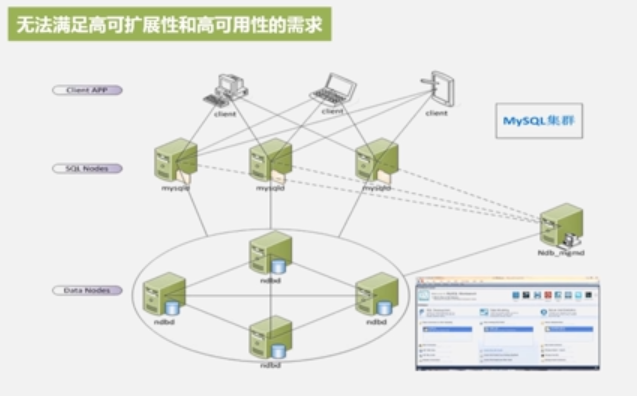 无法满足高可扩展性和高可用性的需求
Client APP
client
client
client
MySQL集群
SQL Nodes
mysqld
mysqld
mysqld
Ndb_mgmd
ndbd
Data Nodes
ndbd
ndbd
ndbd